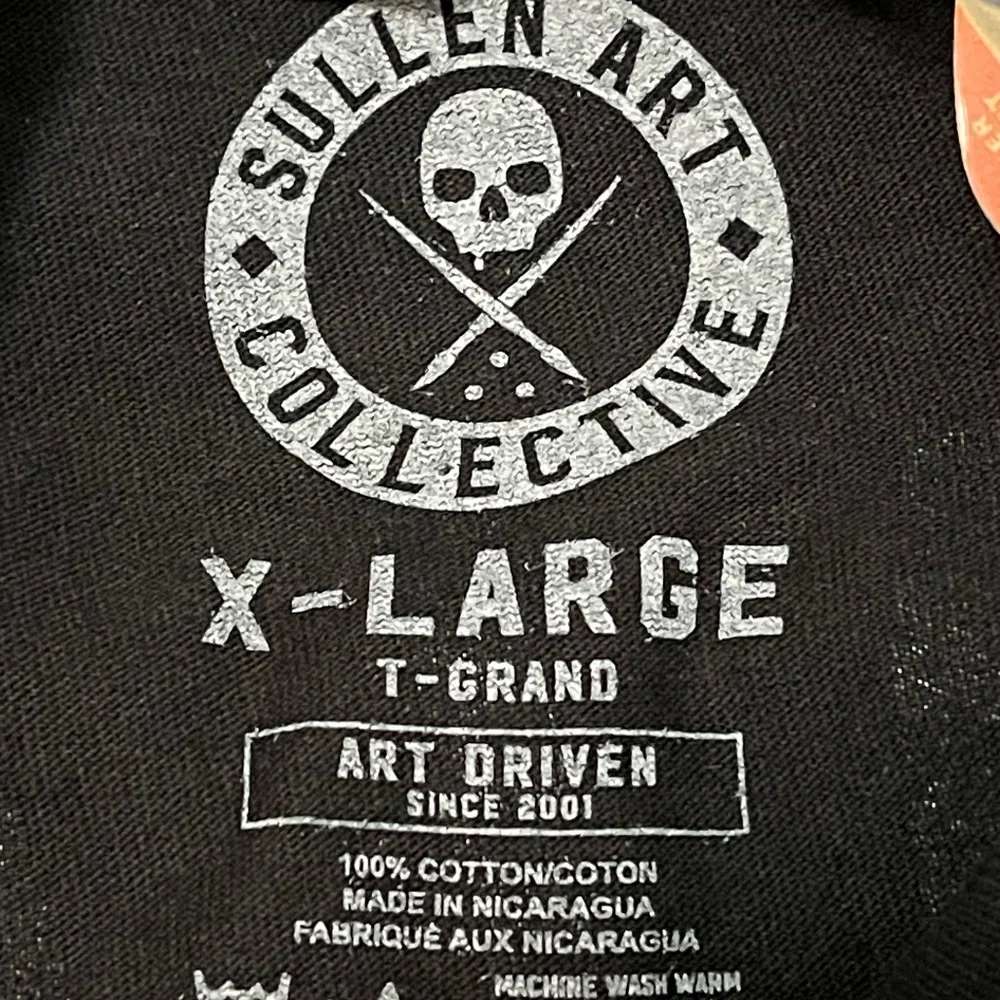 SULLEN ART
COLLECTIVE
X-LARGE
T-GRAND
ART DRIVEN
SINCE 2001
100% COTTON/COTON
MADE IN NICARAGUA
FABRIQUÉ AUX NICARAGUA
MACHINE WASH WARM